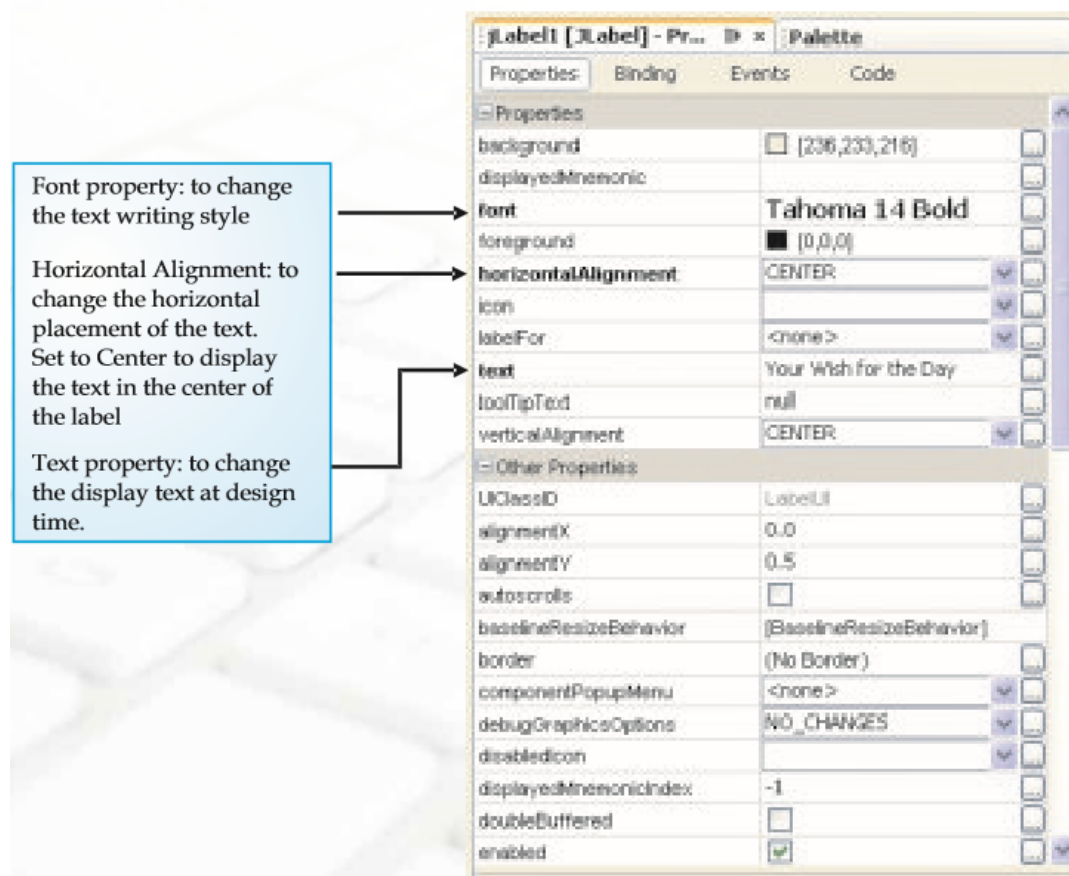 jLabel1 [JLabel] - Pr...
Palette
Properties Binding Events Code
Properties
background [236,233,216]
displayedMnemonic
font Tahoma 14 Bold
foreground [0,0,0]
horizontalAlignment CENTER
icon
labelFor <none>
text Your Wish for the Day
toolTipText null
verticalAlignment CENTER
Other Properties
UIClassID LabelUI
alignmentX 0.0
alignmentY 0.5
autoscrolls
baselineResizeBehavior [BaselineResizeBehavior]
border (No Border)
componentPopupMenu <none>
debugGraphicsOptions NO_CHANGES
disabledIcon
displayedMnemonicIndex -1
doubleBuffered
enabled
Font property: to change
the text writing style
Horizontal Alignment: to
change the horizontal
placement of the text.
Set to Center to display
the text in the center of
the label
Text property: to change
the display text at design
time.